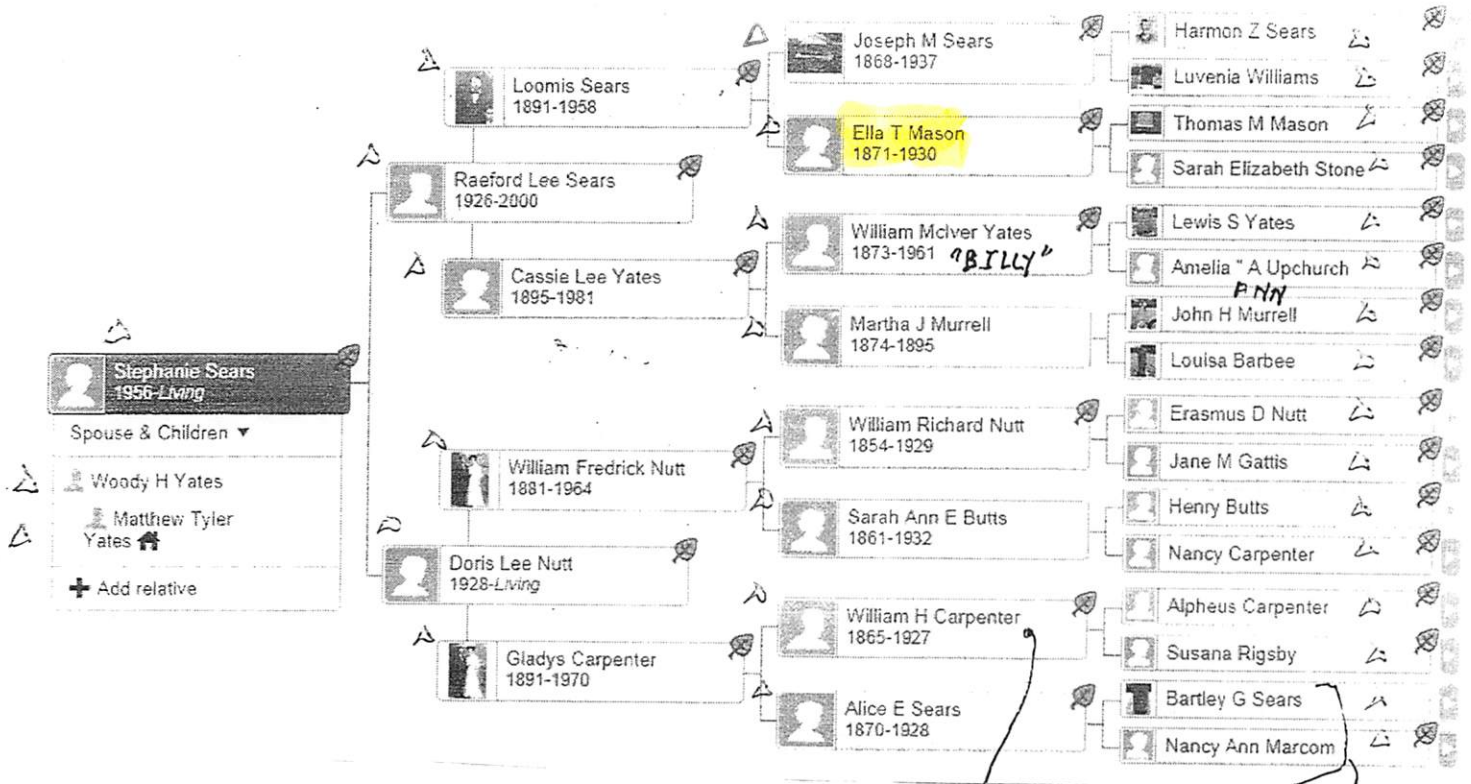 Stephanie Sears
1956-Living
Spouse & Children ▼
Woody H Yates
Matthew Tyler
Yates
+ Add relative
Raeford Lee Sears
1926-2000
Doris Lee Nutt
1928-Living
Loomis Sears
1891-1958
Cassie Lee Yates
1895-1981
William Fredrick Nutt
1881-1964
Gladys Carpenter
1891-1970
Joseph M Sears
1868-1937
Ella T Mason
1871-1930
William McIver Yates
1873-1961 "BILLY"
Martha J Murrell
1874-1895
William Richard Nutt
1854-1929
Sarah Ann E Butts
1861-1932
William H Carpenter
1865-1927
Alice E Sears
1870-1928
Harmon Z Sears
Luvenia Williams
Thomas M Mason
Sarah Elizabeth Stone
Lewis S Yates
Amelia " A Upchurch
ANN
John H Murrell
Louisa Barbee
Erasmus D Nutt
Jane M Gattis
Henry Butts
Nancy Carpenter
Alpheus Carpenter
Susana Rigsby
Bartley G Sears
Nancy Ann Marcom